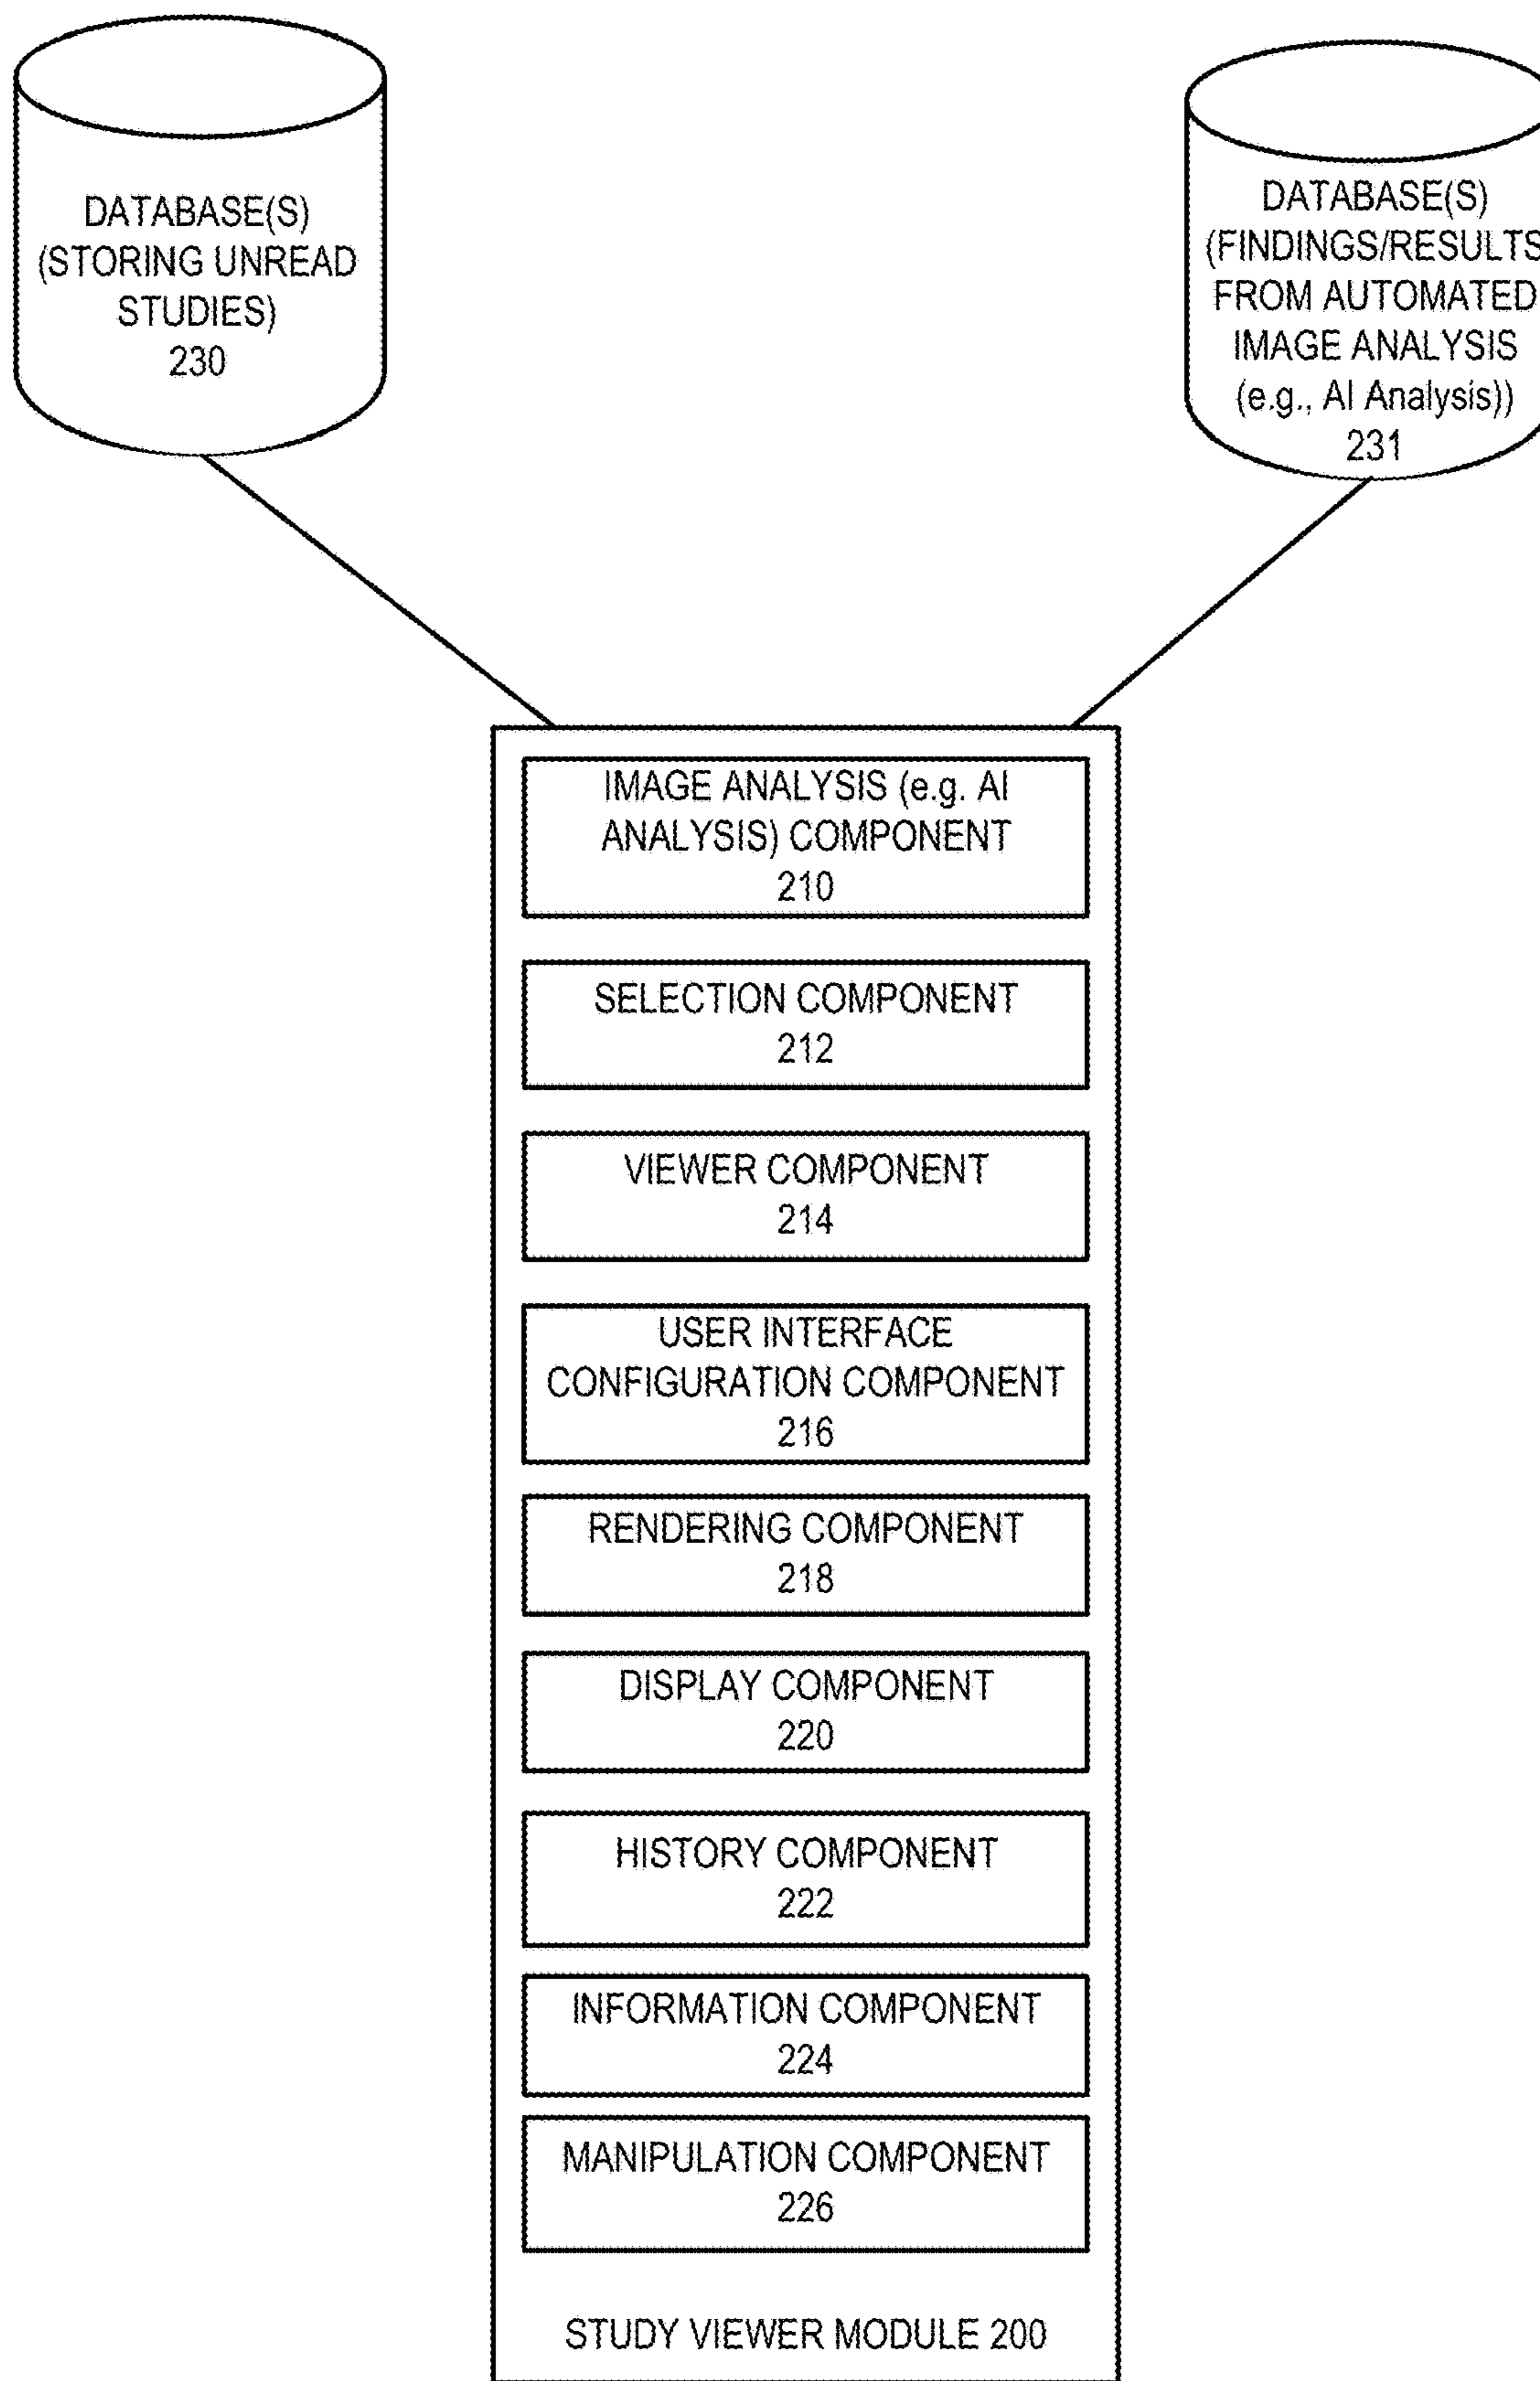 DATABASE(S)
(STORING UNREAD
STUDIES)
230
DATABASE(S)
(FINDINGS/RESULTS
FROM AUTOMATED
IMAGE ANALYSIS
(e.g., AI Analysis))
231
IMAGE ANALYSIS (e.g. AI
ANALYSIS) COMPONENT
210
SELECTION COMPONENT
212
VIEWER COMPONENT
214
USER INTERFACE
CONFIGURATION COMPONENT
216
RENDERING COMPONENT
218
DISPLAY COMPONENT
220
HISTORY COMPONENT
222
INFORMATION COMPONENT
224
MANIPULATION COMPONENT
226
STUDY VIEWER MODULE 200